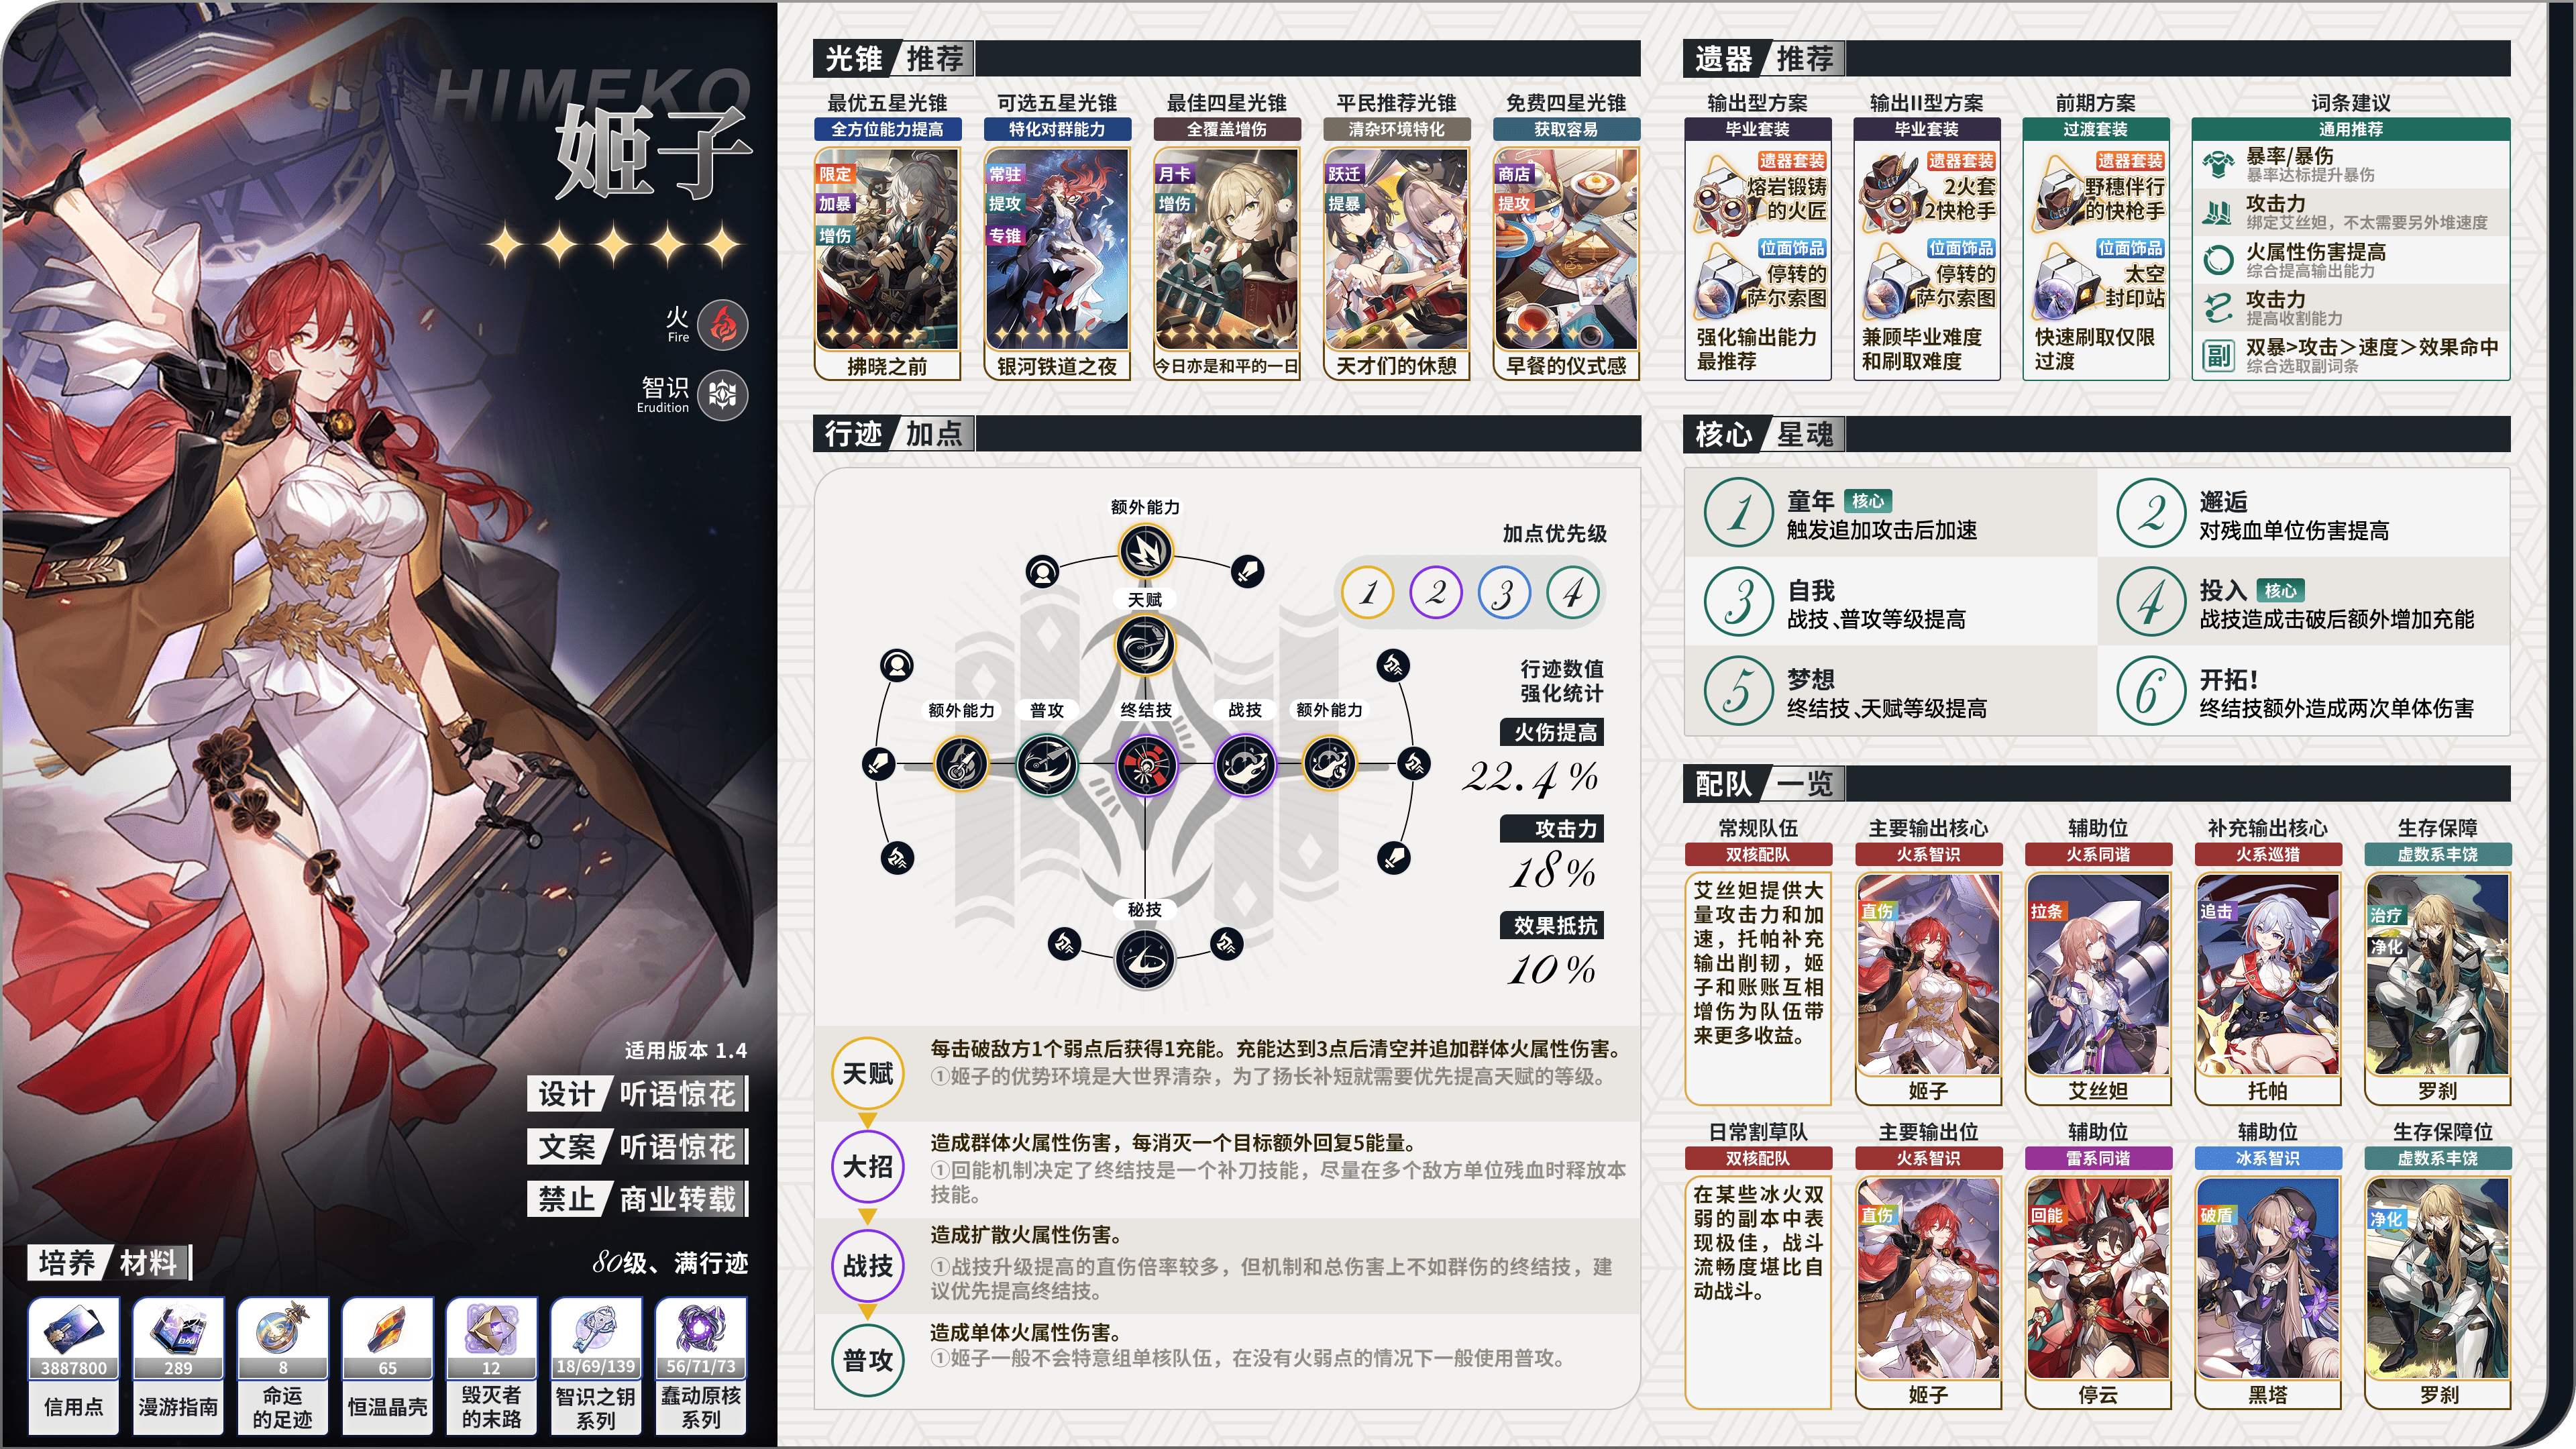 HIMEKO
姬子
火
Fire
智识
Erudition
适用版本 1.4
设计 听语惊花
文案 听语惊花
禁止 商业转载
培养 材料
80级、满行迹
3887800
信用点
289
漫游指南
8
命运
的足迹
65
恒温晶壳
12
毁灭者
的末路
18/69/139
智识之钥
系列
56/71/73
蠢动原核
系列
光锥 推荐
最优五星光锥
全方位能力提高
限定
加暴
增伤
拂晓之前
可选五星光锥
特化对群能力
常驻
提攻
专锥
银河铁道之夜
最佳四星光锥
全覆盖增伤
月卡
增伤
今日亦是和平的一日
平民推荐光锥
清杂环境特化
跃迁
提暴
天才们的休憩
免费四星光锥
获取容易
商店
提攻
早餐的仪式感
行迹 加点
额外能力
天赋
额外能力
普攻
终结技
战技
额外能力
秘技
加点优先级
1 2 3 4
行迹数值
强化统计
火伤提高
22.4%
攻击力
18%
效果抵抗
10%
天赋
每击破敌方1个弱点后获得1充能。充能达到3点后清空并追加群体火属性伤害。
①姬子的优势环境是大世界清杂，为了扬长补短就需要优先提高天赋的等级。
大招
造成群体火属性伤害，每消灭一个目标额外回复5能量。
①回能机制决定了终结技是一个补刀技能，尽量在多个敌方单位残血时释放本
技能。
战技
造成扩散火属性伤害。
①战技升级提高的直伤倍率较多，但机制和总伤害上不如群伤的终结技，建
议优先提高终结技。
普攻
造成单体火属性伤害。
①姬子一般不会特意组单核队伍，在没有火弱点的情况下一般使用普攻。
遗器 推荐
输出型方案
毕业套装
遗器套装
熔岩锻铸
的火匠
位面饰品
停转的
萨尔索图
强化输出能力
最推荐
输出II型方案
毕业套装
遗器套装
2火套
2快枪手
位面饰品
停转的
萨尔索图
兼顾毕业难度
和刷取难度
前期方案
过渡套装
遗器套装
野穗伴行
的快枪手
位面饰品
太空
封印站
快速刷取仅限
过渡
词条建议
通用推荐
暴率/暴伤
暴率达标提升暴伤
攻击力
绑定艾丝妲，不太需要另外堆速度
火属性伤害提高
综合提高输出能力
攻击力
提高收割能力
副
双暴>攻击＞速度＞效果命中
综合选取副词条
核心 星魂
1
童年 核心
触发追加攻击后加速
2
邂逅
对残血单位伤害提高
3
自我
战技、普攻等级提高
4
投入 核心
战技造成击破后额外增加充能
5
梦想
终结技、天赋等级提高
6
开拓！
终结技额外造成两次单体伤害
配队 一览
常规队伍
双核配队
艾丝妲提供大
量攻击力和加
速，托帕补充
输出削韧，姬
子和账账互相
增伤为队伍带
来更多收益。
主要输出核心
火系智识
直伤
姬子
辅助位
火系同谐
拉条
艾丝妲
补充输出核心
火系巡猎
追击
托帕
生存保障
虚数系丰饶
治疗
净化
罗刹
日常割草队
双核配队
在某些冰火双
弱的副本中表
现极佳，战斗
流畅度堪比自
动战斗。
主要输出位
火系智识
直伤
姬子
辅助位
雷系同谐
回能
停云
辅助位
冰系智识
破盾
黑塔
生存保障位
虚数系丰饶
净化
罗刹